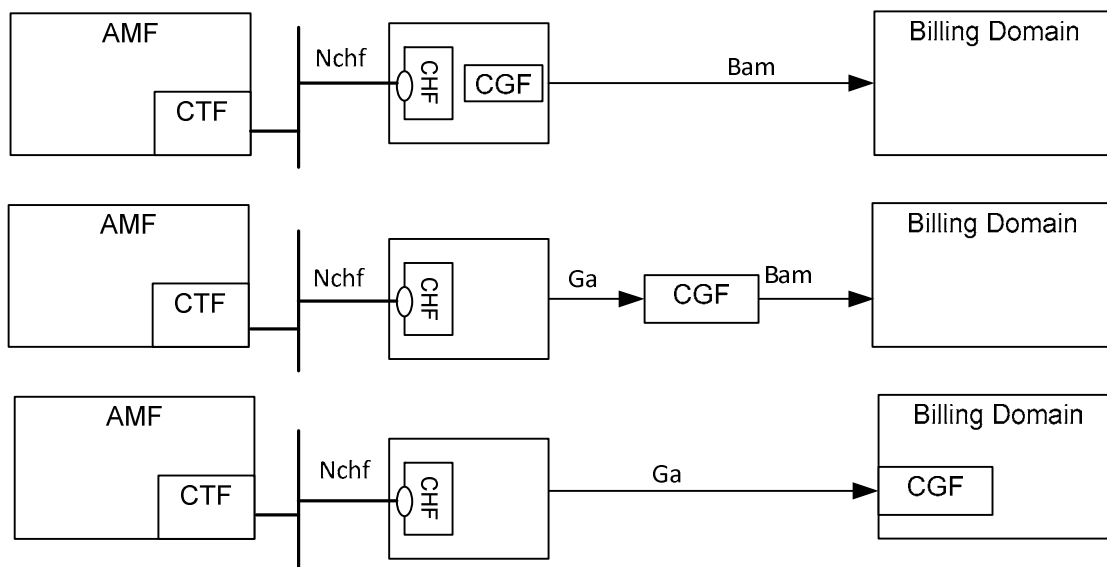 AMF
Billing Domain
Nchf
CHF
CGF
Bam
CTF
AMF
Billing Domain
Nchf
CHF
Ga
CGF
Bam
CTF
AMF
Billing Domain
Nchf
CHF
Ga
CGF
CTF